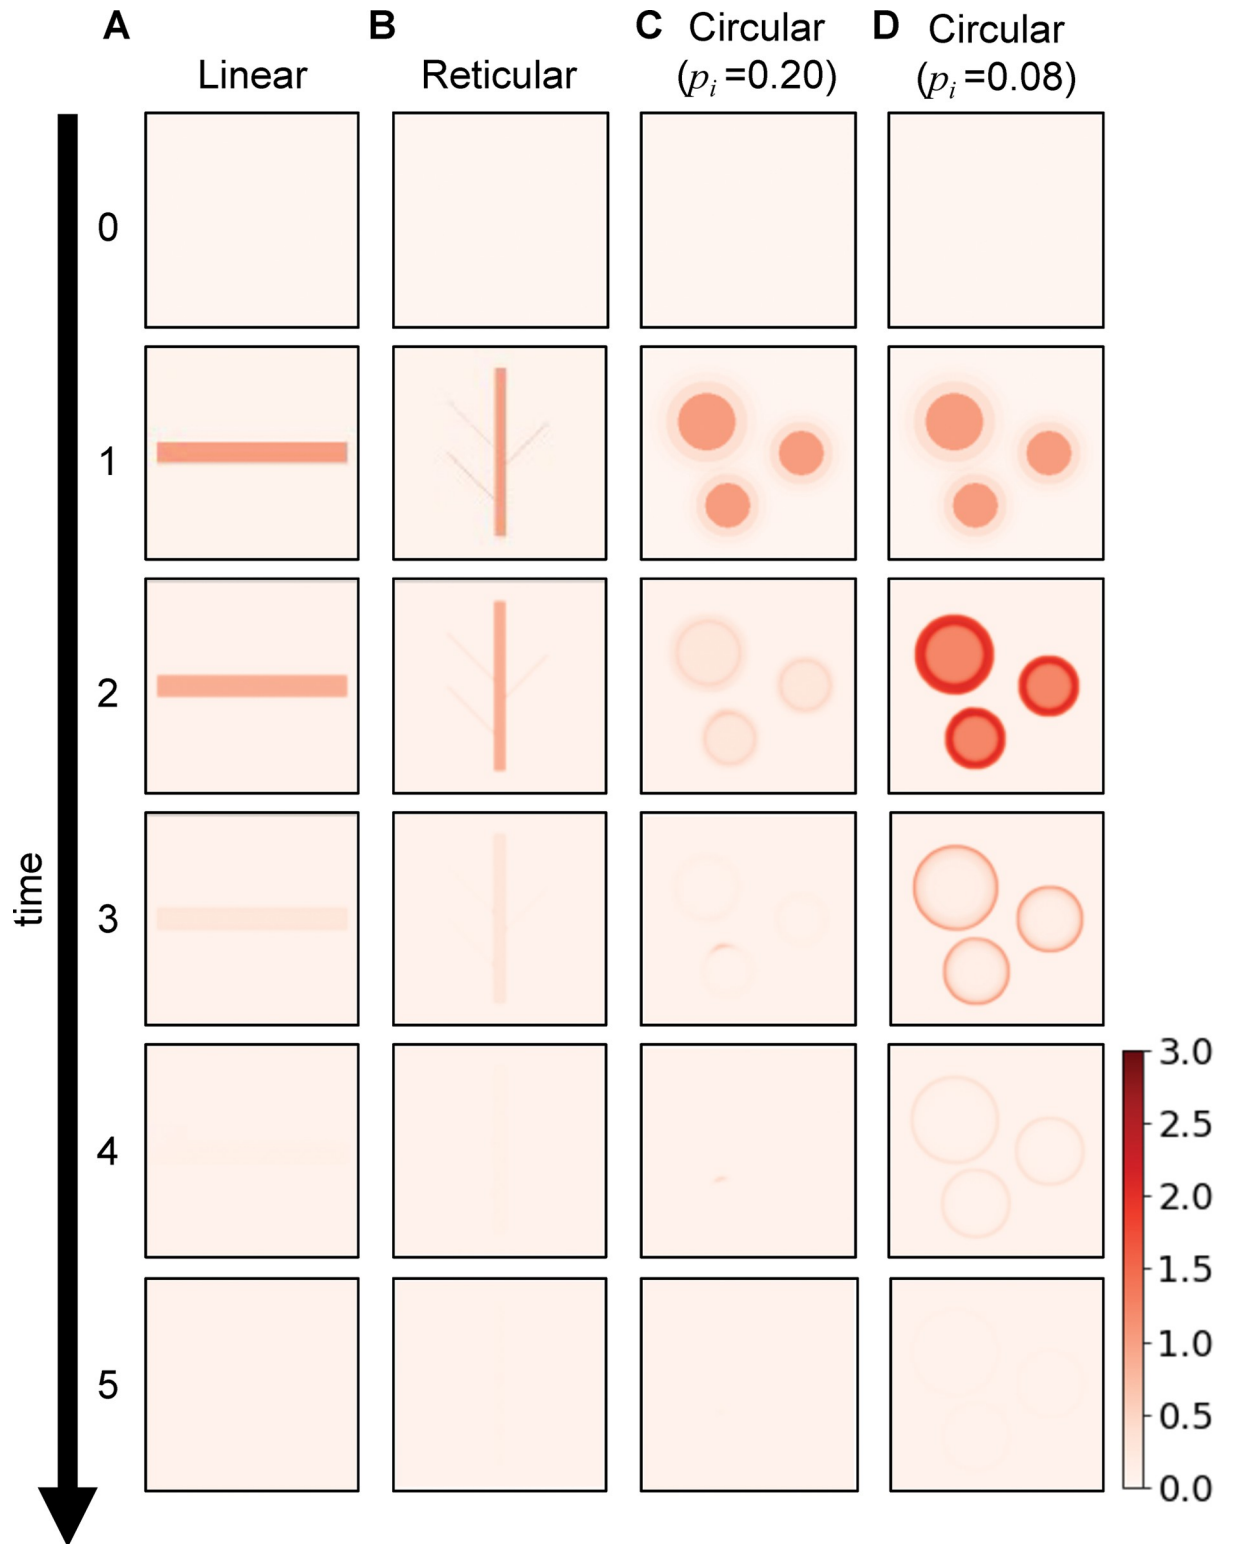 A
B
C Circular
D Circular
Linear
Reticular
(pᵢ =0.20)
(pᵢ =0.08)
0
1
2
time
3
4
5
3.0
2.5
2.0
1.5
1.0
0.5
0.0